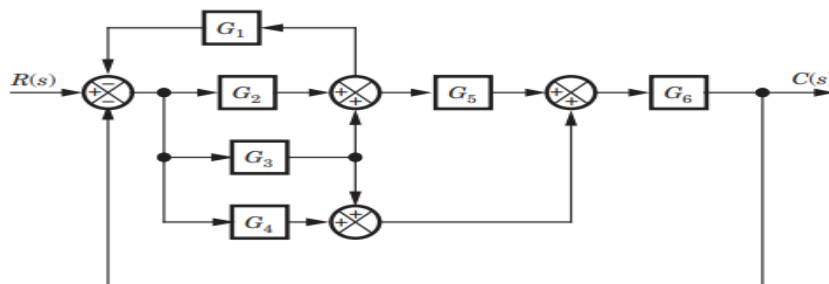 G1
R(s) + − − G2 + + G5 + + G6 C(s)
G3
G4 + +